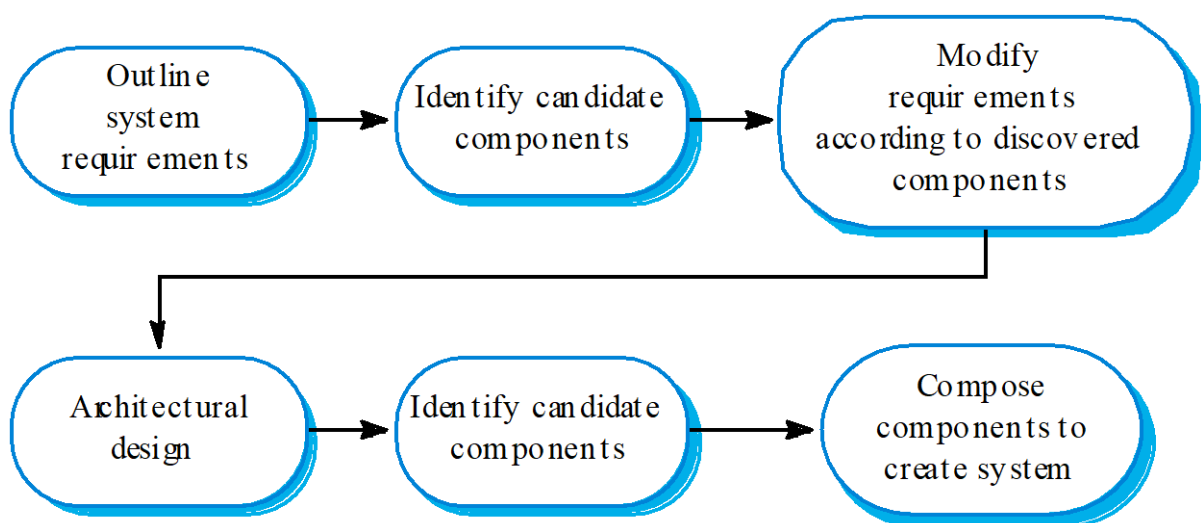 Outline
system
requirements
Identify candidate
components
Modify
requirements
according to discovered
components
Architectural
design
Identify candidate
components
Compose
components to
create system